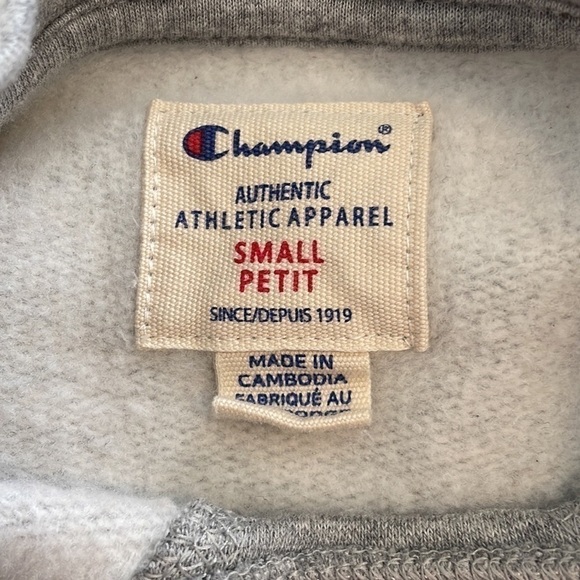 Champion®
AUTHENTIC
ATHLETIC APPAREL
SMALL
PETIT
SINCE/DEPUIS 1919
MADE IN
CAMBODIA
FABRIQUÉ AU